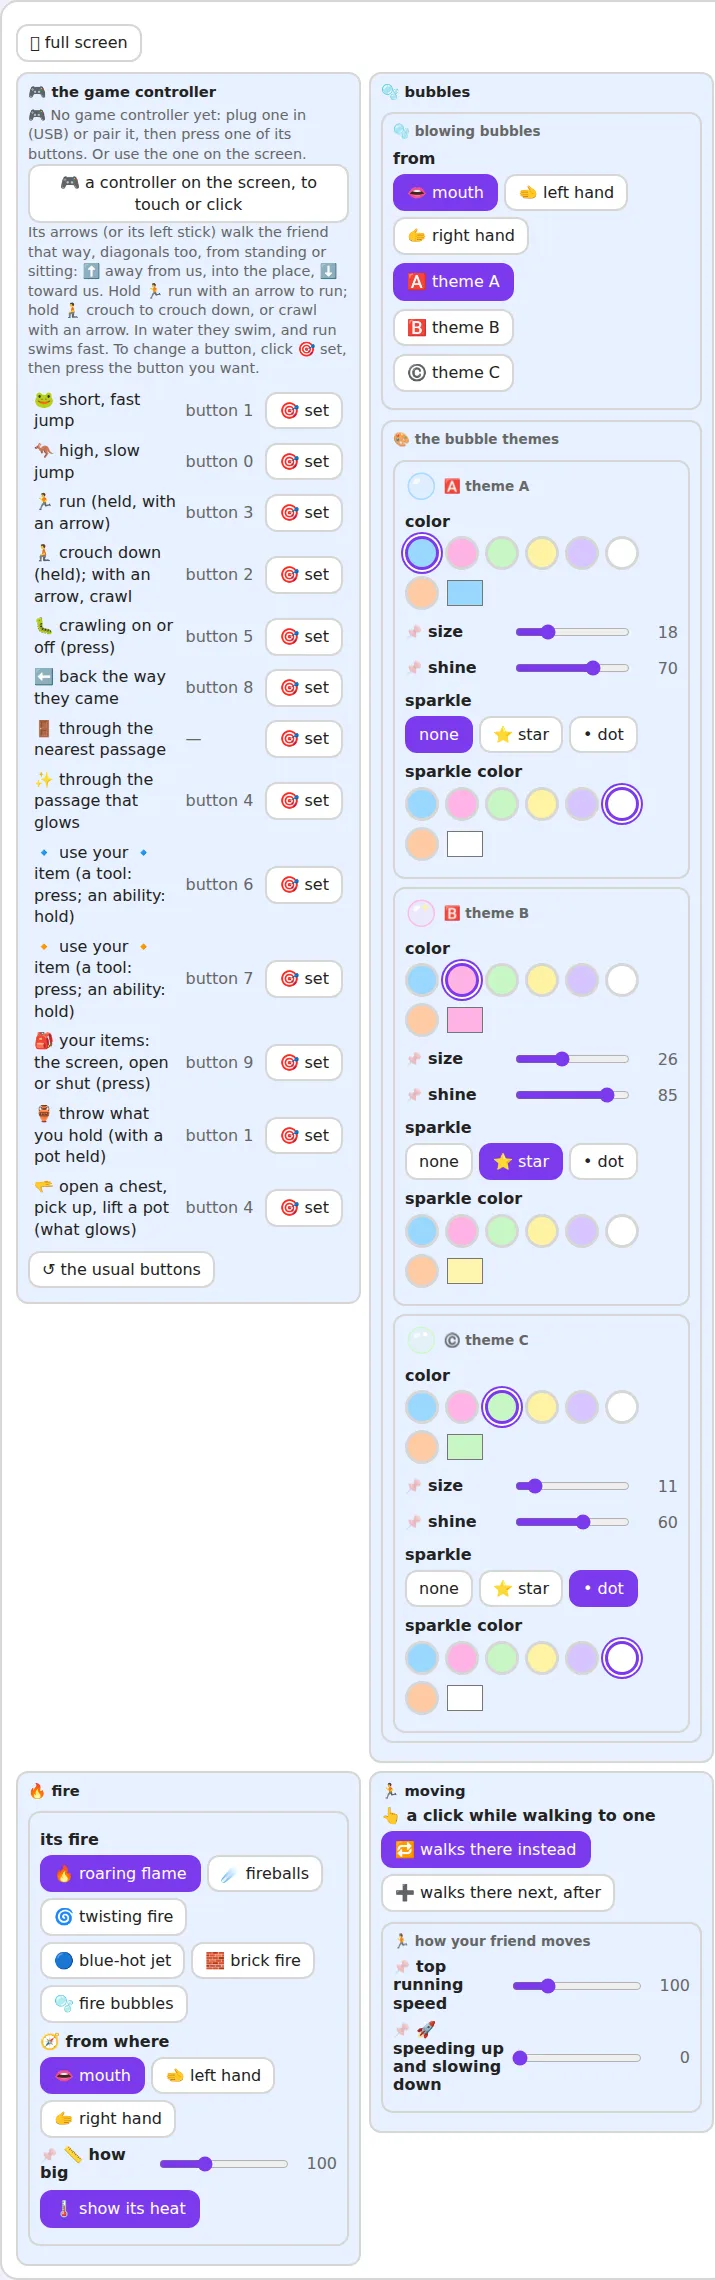 full screen
🎮 the game controller
🎮 No game controller yet: plug one in
(USB) or pair it, then press one of its
buttons. Or use the one on the screen.
🎮 a controller on the screen, to
touch or click
Its arrows (or its left stick) walk the friend
that way, diagonals too, from standing or
sitting: ⬆️ away from us, into the place, ⬇️
toward us. Hold 🏃 run with an arrow to run;
hold 🧎 crouch to crouch down, or crawl
with an arrow. In water they swim, and run
swims fast. To change a button, click 🎯 set,
then press the button you want.
🐸 short, fast
jump
button 1
🎯 set
🦘 high, slow
jump
button 0
🎯 set
🏃 run (held, with
an arrow)
button 3
🎯 set
🧎 crouch down
(held); with an
arrow, crawl
button 2
🎯 set
🐛 crawling on or
off (press)
button 5
🎯 set
⬅️ back the way
they came
button 8
🎯 set
🚪 through the
nearest passage
—
🎯 set
✨ through the
passage that
glows
button 4
🎯 set
🔹 use your 🔹
item (a tool:
press; an ability:
hold)
button 6
🎯 set
🔸 use your 🔸
item (a tool:
press; an ability:
hold)
button 7
🎯 set
🎒 your items:
the screen, open
or shut (press)
button 9
🎯 set
🏺 throw what
you hold (with a
pot held)
button 1
🎯 set
🫳 open a chest,
pick up, lift a pot
(what glows)
button 4
🎯 set
↺ the usual buttons
🫧 bubbles
🫧 blowing bubbles
from
👄 mouth
🫲 left hand
🫱 right hand
🅰️ theme A
🅱️ theme B
©️ theme C
🎨 the bubble themes
🅰️ theme A
color
📌 size
18
📌 shine
70
sparkle
none
⭐ star
• dot
sparkle color
🅱️ theme B
color
📌 size
26
📌 shine
85
sparkle
none
⭐ star
• dot
sparkle color
©️ theme C
color
📌 size
11
📌 shine
60
sparkle
none
⭐ star
• dot
sparkle color
🔥 fire
its fire
🔥 roaring flame
☄️ fireballs
🌀 twisting fire
🔵 blue-hot jet
🧱 brick fire
🫧 fire bubbles
🧭 from where
👄 mouth
🫲 left hand
🫱 right hand
📌 📏 how
big
100
🌡️ show its heat
🏃 moving
👆 a click while walking to one
🔁 walks there instead
➕ walks there next, after
🏃 how your friend moves
📌 top
running
speed
100
📌 🚀
speeding up
and slowing
down
0